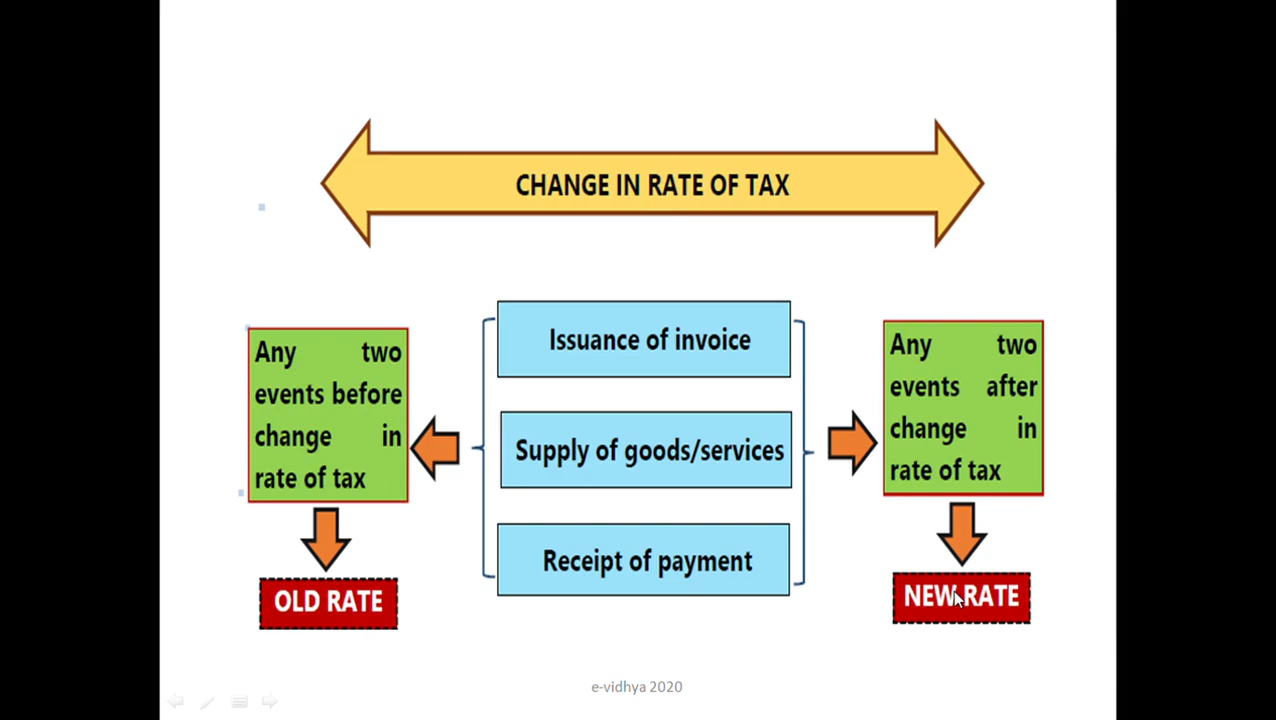 CHANGE IN RATE OF TAX
Any two
events before
change in
rate of tax
OLD RATE
Issuance of invoice
Supply of goods/services
Receipt of payment
Any two
events after
change in
rate of tax
NEW RATE
e-vidhya 2020